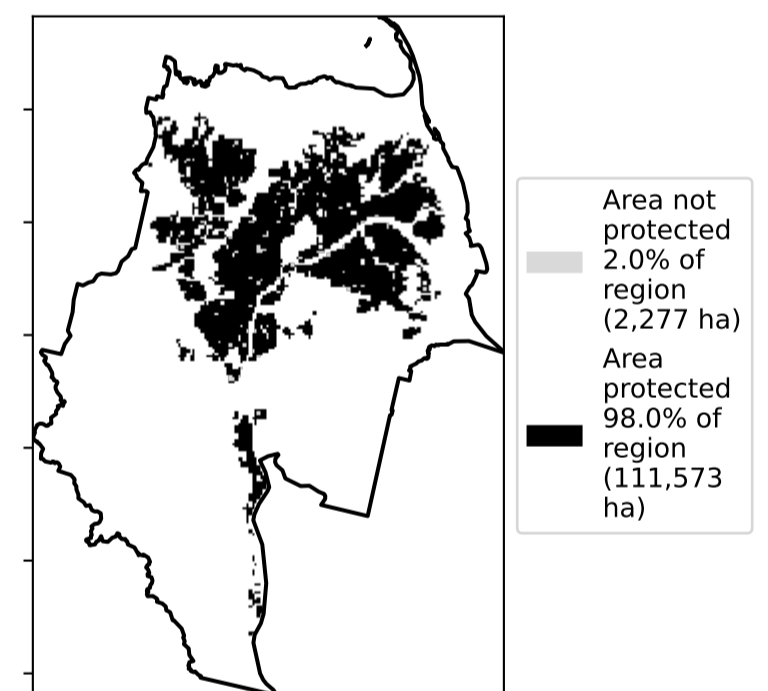 Area not
protected
2.0% of
region
(2,277 ha)
Area
protected
98.0% of
region
(111,573
ha)